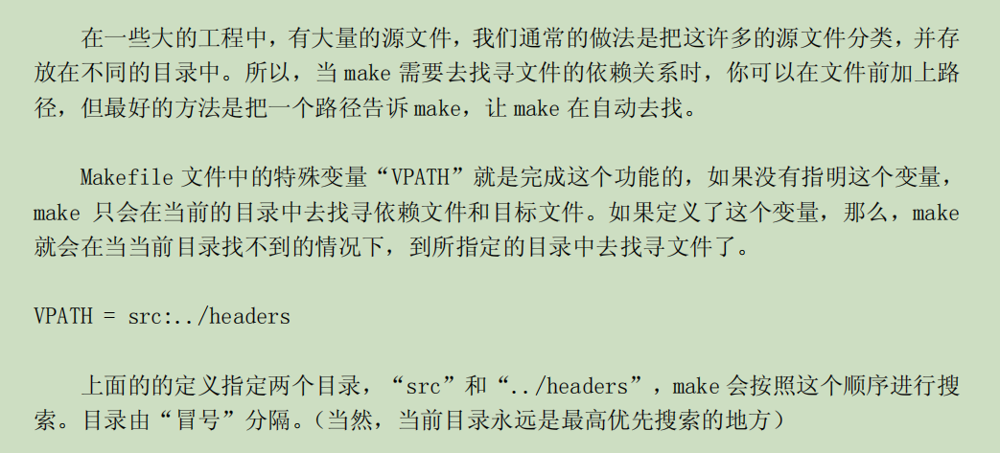 在一些大的工程中，有大量的源文件，我们通常的做法是把这许多的源文件分类，并存
放在不同的目录中。所以，当 make 需要去找寻文件的依赖关系时，你可以在文件前加上路
径，但最好的方法是把一个路径告诉 make，让 make 在自动去找。
Makefile 文件中的特殊变量“VPATH”就是完成这个功能的，如果没有指明这个变量，
make 只会在当前的目录中去找寻依赖文件和目标文件。如果定义了这个变量，那么，make
就会在当当前目录找不到的情况下，到所指定的目录中去找寻文件了。
VPATH = src:../headers
上面的的定义指定两个目录，“src”和“../headers”，make 会按照这个顺序进行搜
索。目录由“冒号”分隔。（当然，当前目录永远是最高优先搜索的地方）